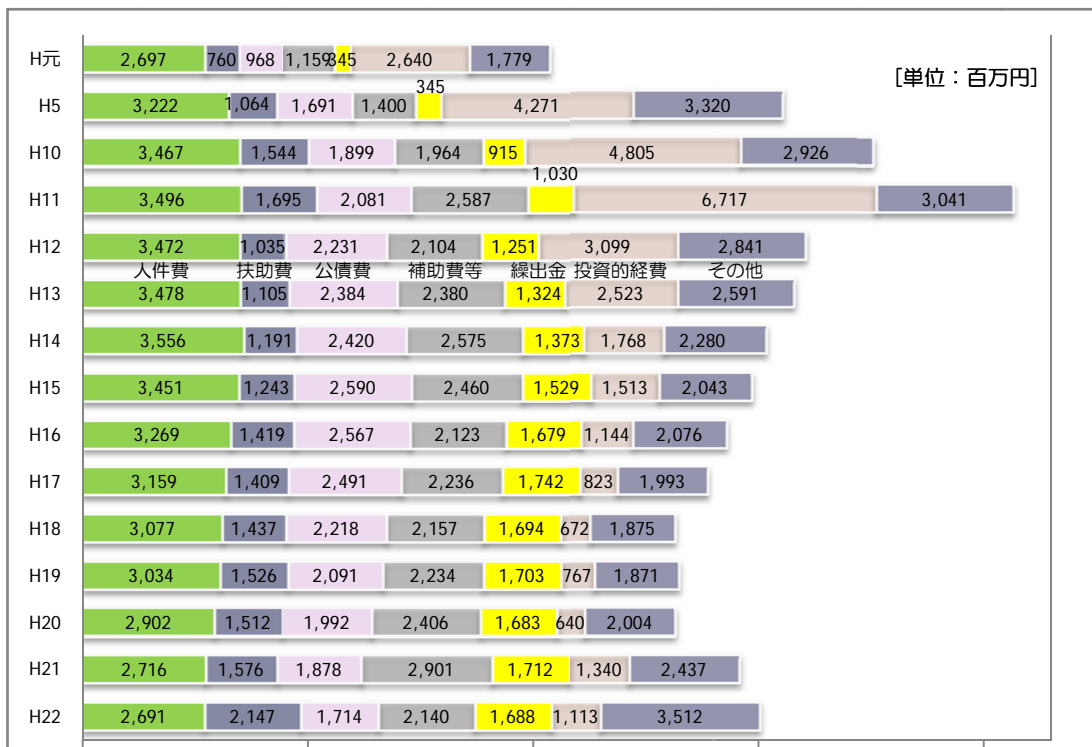 H元 2,697 760 968 1,159 345 2,640 1,779
[単位：百万円]
345
H5 3,222 1,064 1,691 1,400 4,271 3,320
H10 3,467 1,544 1,899 1,964 915 4,805 2,926
1,030
H11 3,496 1,695 2,081 2,587 6,717 3,041
H12 3,472 1,035 2,231 2,104 1,251 3,099 2,841
人件費 扶助費 公債費 補助費等 繰出金 投資的経費 その他
H13 3,478 1,105 2,384 2,380 1,324 2,523 2,591
H14 3,556 1,191 2,420 2,575 1,373 1,768 2,280
H15 3,451 1,243 2,590 2,460 1,529 1,513 2,043
H16 3,269 1,419 2,567 2,123 1,679 1,144 2,076
H17 3,159 1,409 2,491 2,236 1,742 823 1,993
H18 3,077 1,437 2,218 2,157 1,694 672 1,875
H19 3,034 1,526 2,091 2,234 1,703 767 1,871
H20 2,902 1,512 1,992 2,406 1,683 640 2,004
H21 2,716 1,576 1,878 2,901 1,712 1,340 2,437
H22 2,691 2,147 1,714 2,140 1,688 1,113 3,512